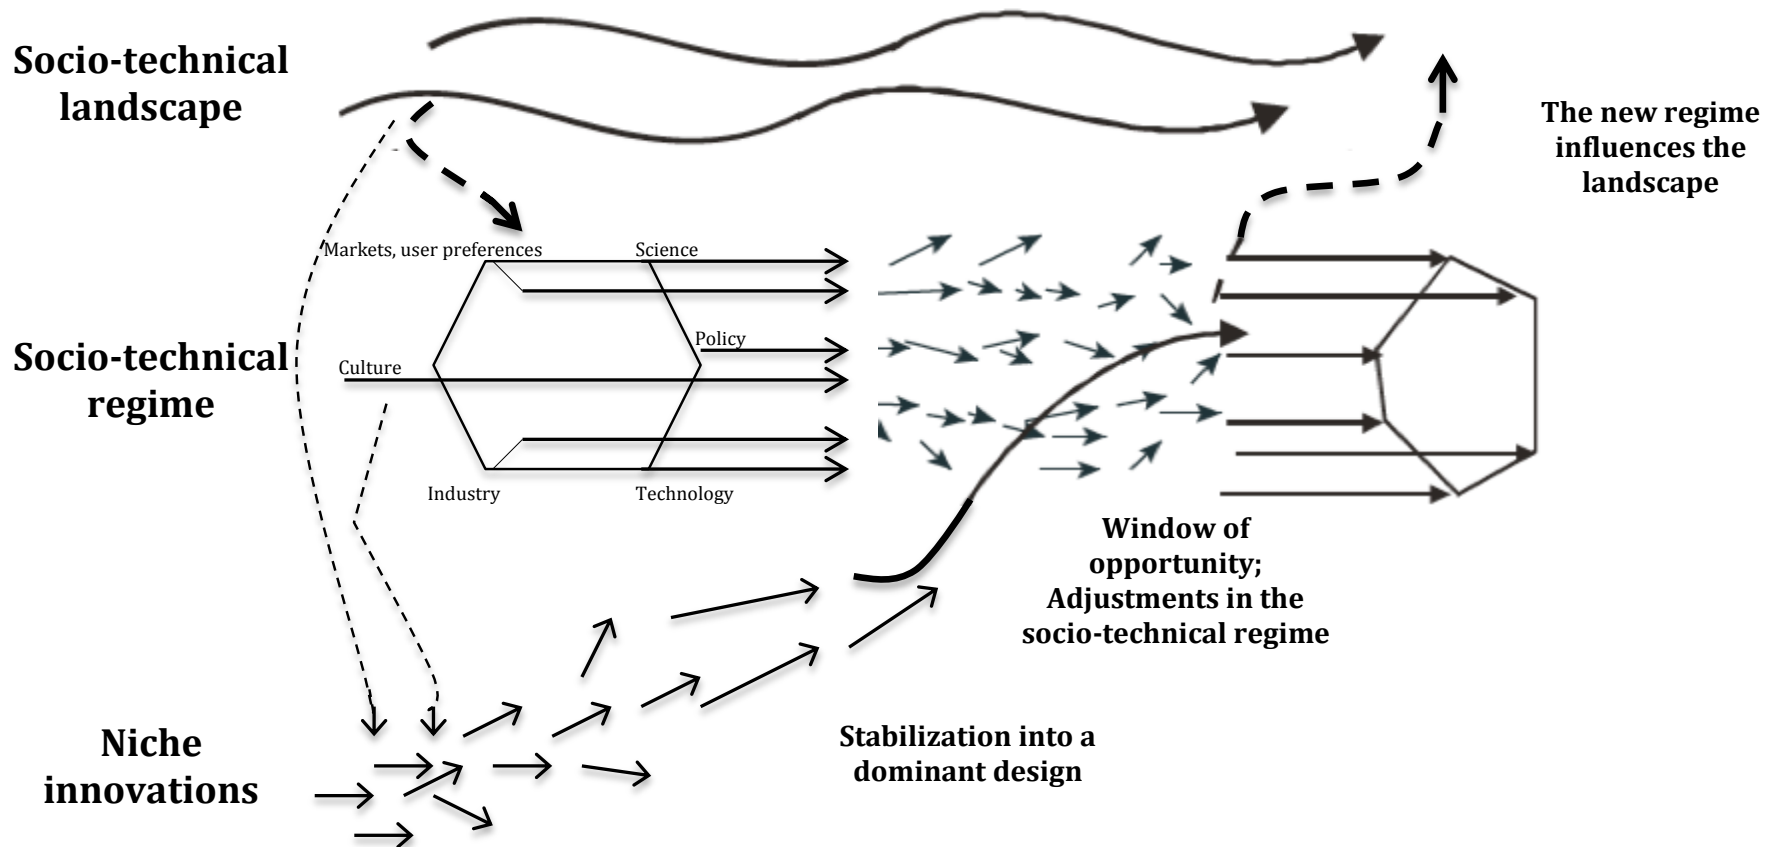 Socio-technical
landscape
The new regime
influences the
landscape
Markets, user preferences
Science
Policy
Socio-technical
regime
Culture
Industry
Technology
Window of
opportunity;
Adjustments in the
socio-technical regime
Niche
innovations
Stabilization into a
dominant design